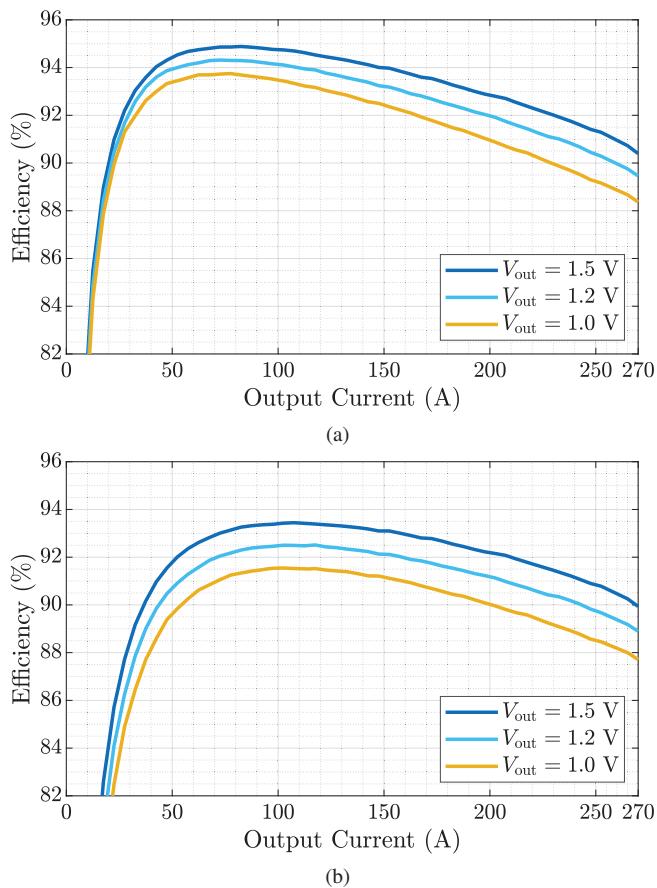 96
94
92
90
88
86
84
82
Efficiency (%)
V_out = 1.5 V
V_out = 1.2 V
V_out = 1.0 V
0 50 100 150 200 250 270
Output Current (A)
(a)
96
94
92
90
88
86
84
82
Efficiency (%)
V_out = 1.5 V
V_out = 1.2 V
V_out = 1.0 V
0 50 100 150 200 250 270
Output Current (A)
(b)